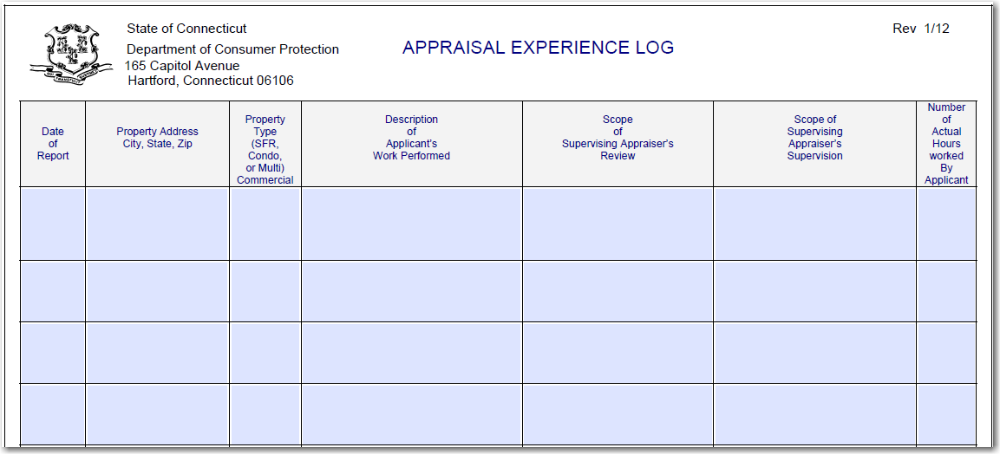 State of Connecticut
Department of Consumer Protection
165 Capitol Avenue
Hartford, Connecticut 06106
APPRAISAL EXPERIENCE LOG
Rev 1/12
Date
of
Report
Property Address
City, State, Zip
Property
Type
(SFR,
Condo,
or Multi)
Commercial
Description
of
Applicant's
Work Performed
Scope
of
Supervising Appraiser's
Review
Scope of
Supervising
Appraiser's
Supervision
Number
of
Actual
Hours
worked
By
Applicant